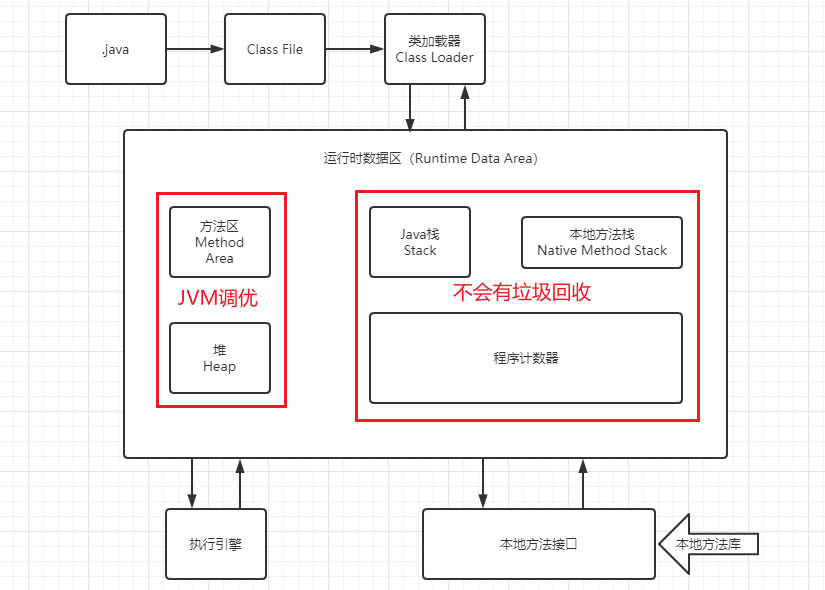 .java
Class File
类加载器
Class Loader
运行时数据区（Runtime Data Area）
方法区
Method
Area
JVM调优
堆
Heap
Java栈
Stack
本地方法栈
Native Method Stack
不会有垃圾回收
程序计数器
执行引擎
本地方法接口
本地方法库